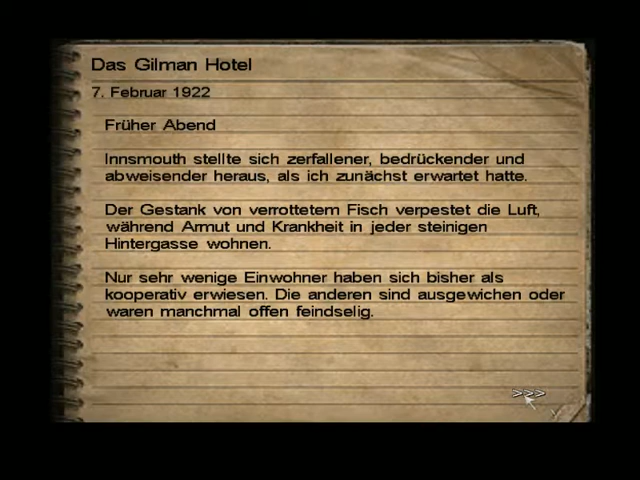 Das Gilman Hotel
7. Februar 1922
Früher Abend
Innsmouth stellte sich zerfallener, bedrückender und
abweisender heraus, als ich zunächst erwartet hatte.
Der Gestank von verrottetem Fisch verpestet die Luft,
während Armut und Krankheit in jeder steinigen
Hintergasse wohnen.
Nur sehr wenige Einwohner haben sich bisher als
kooperativ erwiesen. Die anderen sind ausgewichen oder
waren manchmal offen feindselig.
>>>